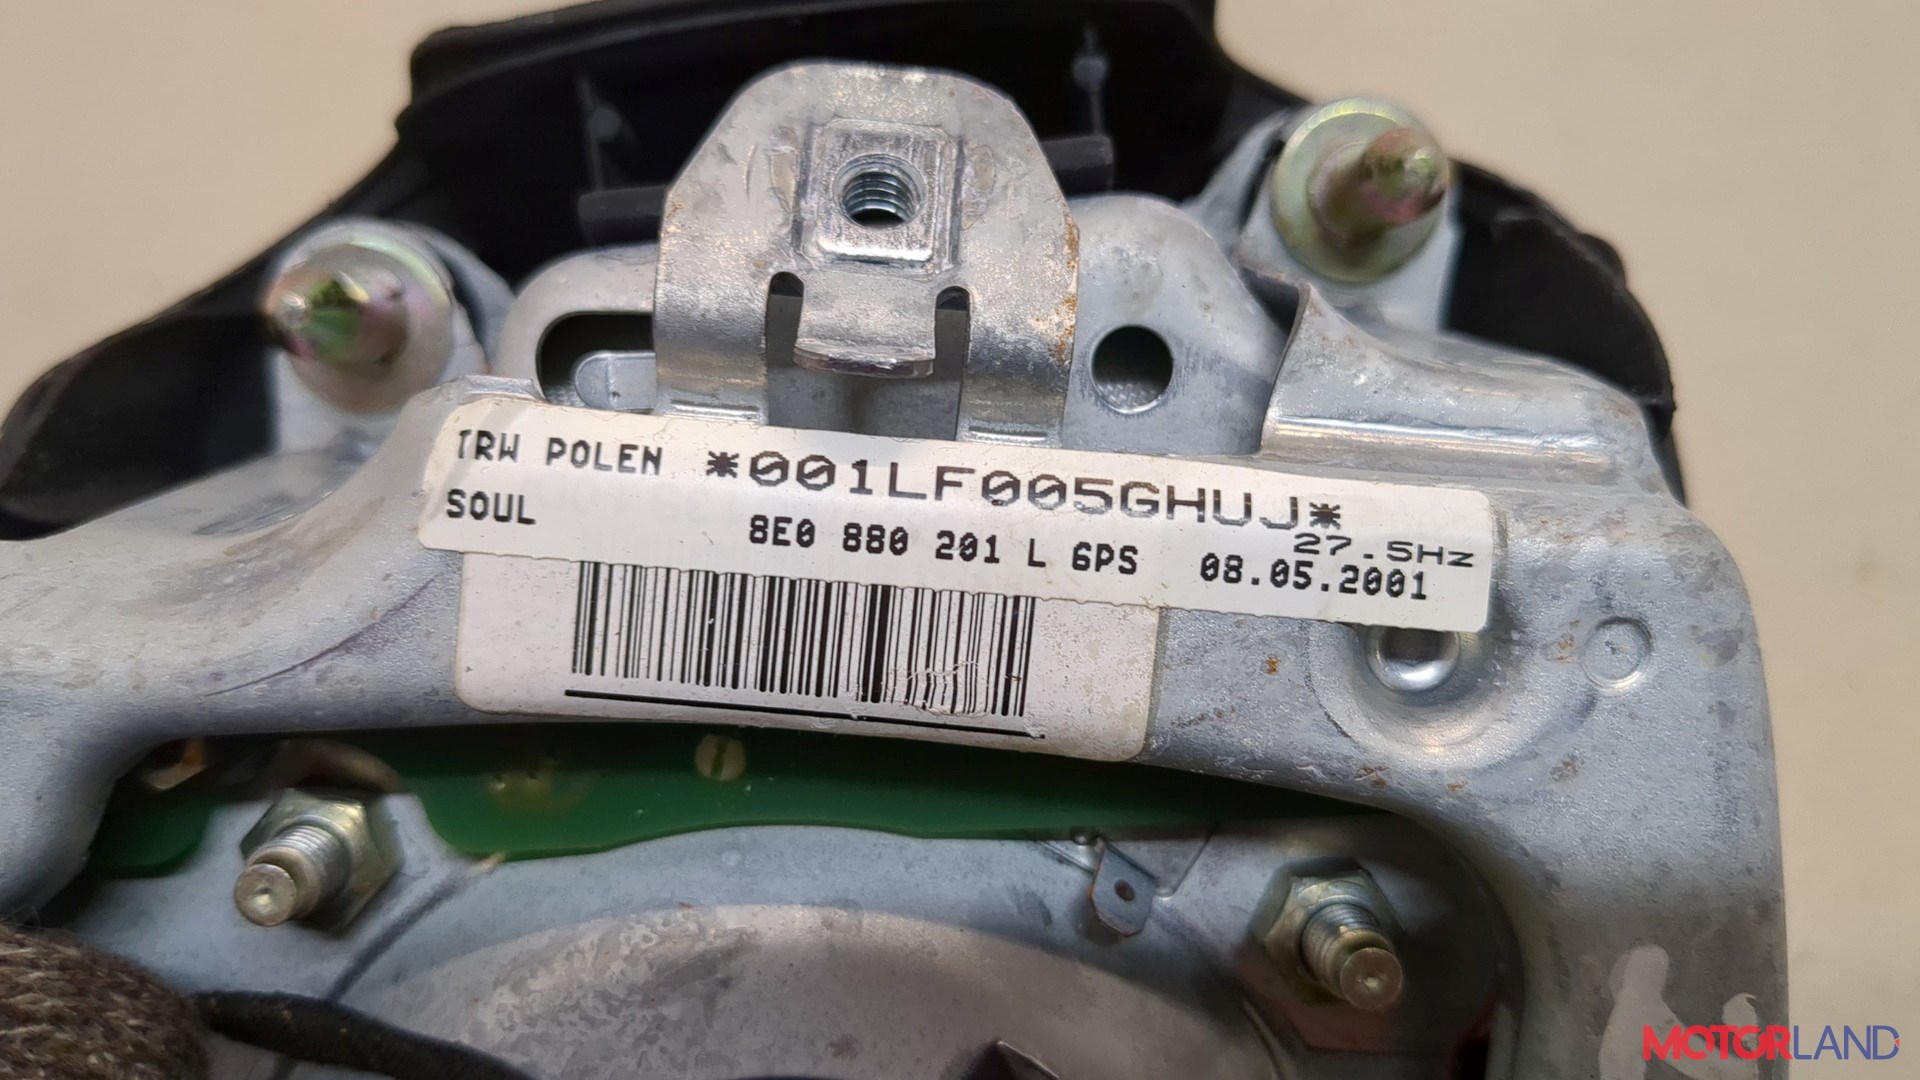 TRW POLEN *001LF005GHUJ*
27.5Hz
SOUL 8E0 880 201 L 6PS 08.05.2001
MOTORLAND